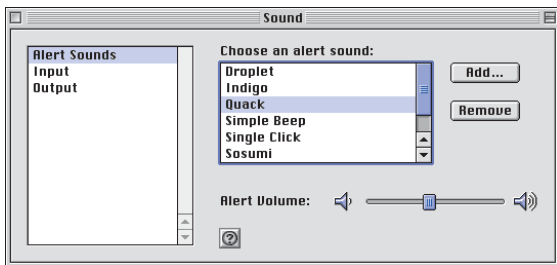 Sound
Alert Sounds
Input
Output
Choose an alert sound:
Droplet
Indigo
Quack
Simple Beep
Single Click
Sosumi
Add...
Remove
Alert Volume:
?